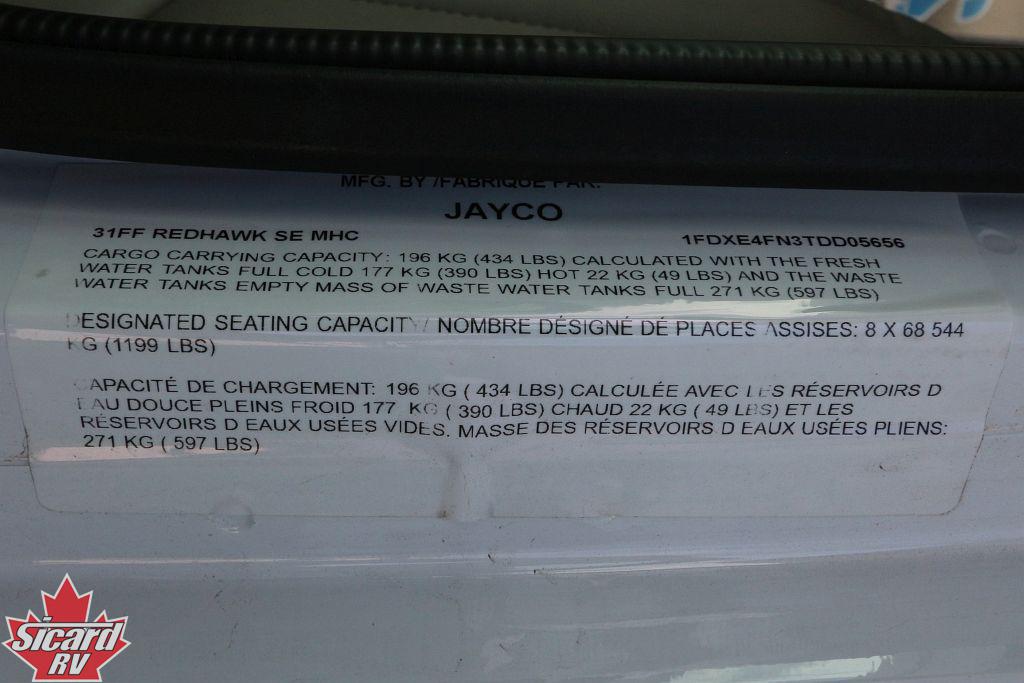 MFG. BY /FABRIQUE PAR:
JAYCO
31FF REDHAWK SE MHC 1FDXE4FN3TDD05656
CARGO CARRYING CAPACITY: 196 KG (434 LBS) CALCULATED WITH THE FRESH
WATER TANKS FULL COLD 177 KG (390 LBS) HOT 22 KG (49 LBS) AND THE WASTE
WATER TANKS EMPTY MASS OF WASTE WATER TANKS FULL 271 KG (597 LBS)
DESIGNATED SEATING CAPACITY/ NOMBRE DÉSIGNÉ DÉ PLACES ASSISES: 8 X 68 544
KG (1199 LBS)
CAPACITÉ DE CHARGEMENT: 196 KG ( 434 LBS) CALCULÉE AVEC LES RÉSERVOIRS D
EAU DOUCE PLEINS FROID 177 KG ( 390 LBS) CHAUD 22 KG ( 49 LBS) ET LES
RÉSERVOIRS D EAUX USÉES VIDES. MASSE DES RÉSERVOIRS D EAUX USÉES PLIENS:
271 KG ( 597 LBS)
Sicard
RV